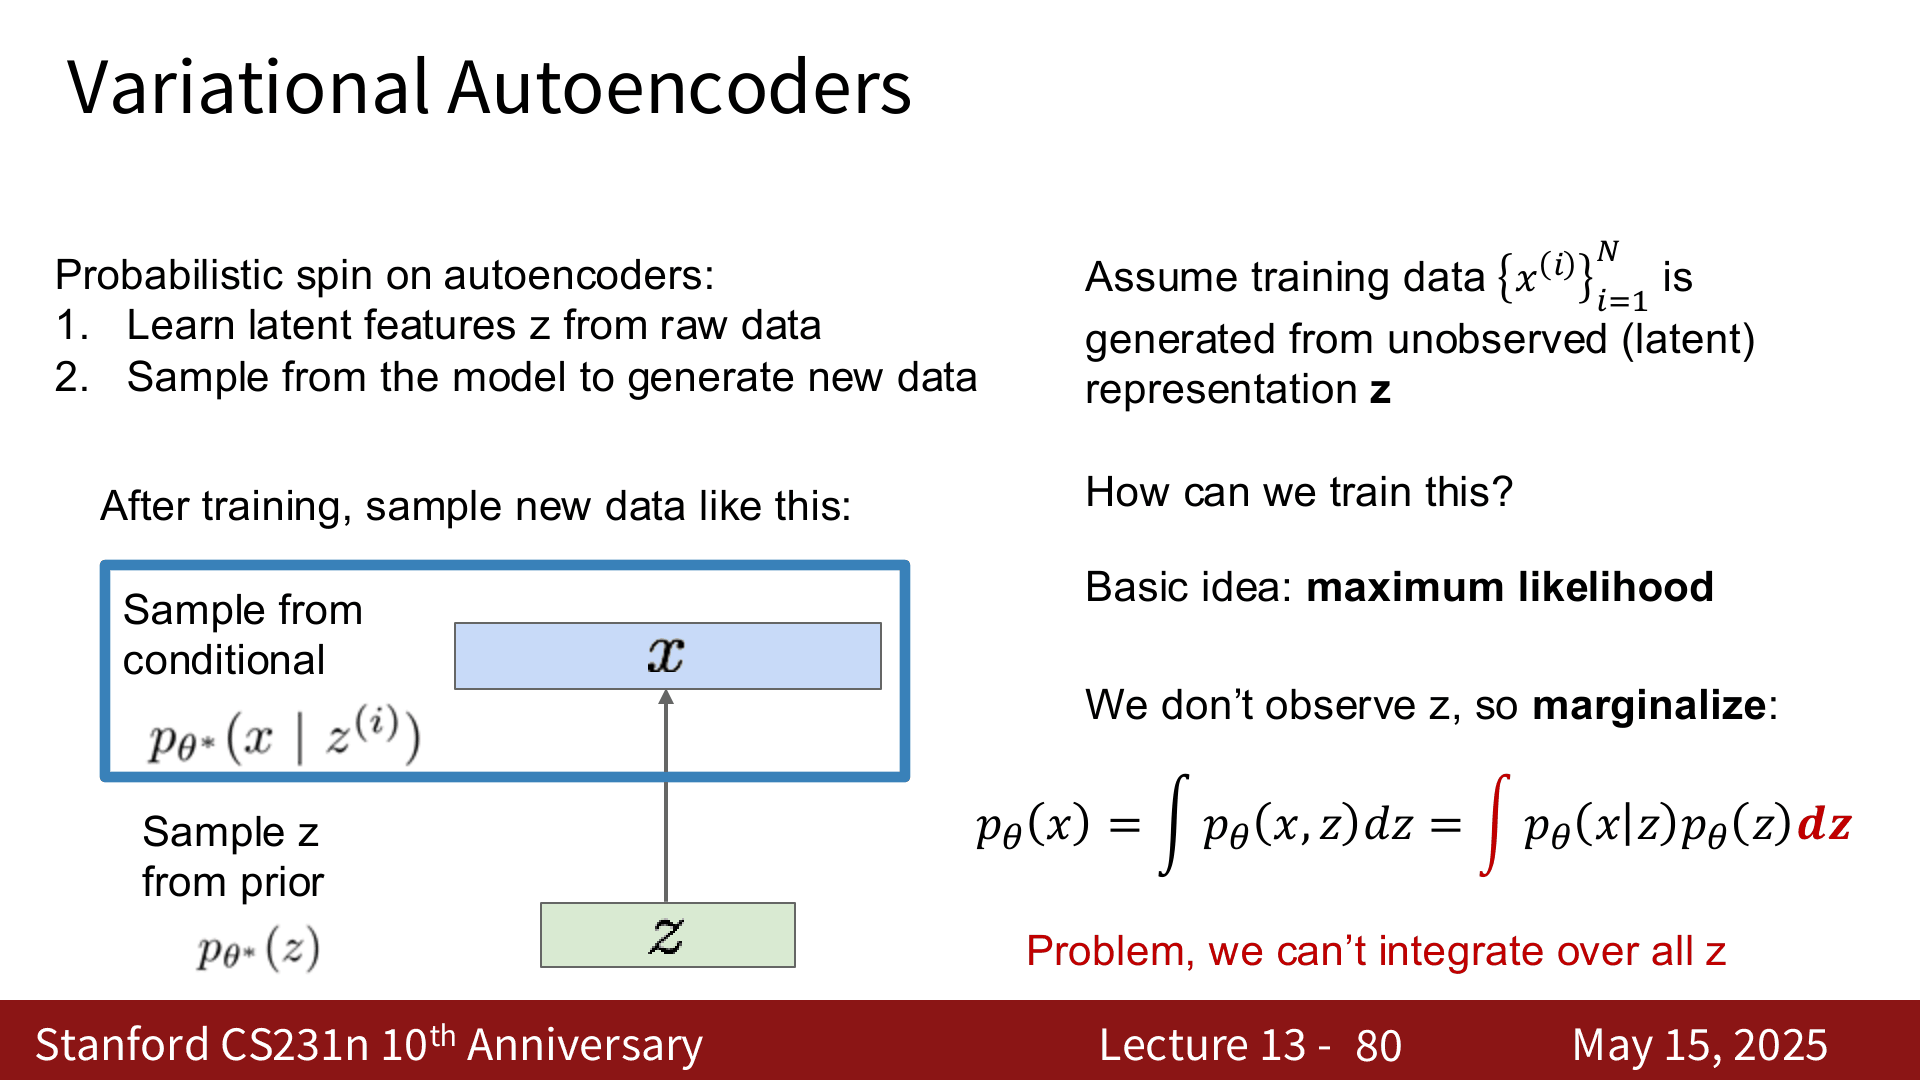 Variational Autoencoders
Probabilistic spin on autoencoders:
1. Learn latent features z from raw data
2. Sample from the model to generate new data
After training, sample new data like this:
Sample from
conditional
p_{θ*}(x | z^{(i)})
x
Sample z
from prior
p_{θ*}(z)
z
Assume training data {x^{(i)}}_{i=1}^{N} is
generated from unobserved (latent)
representation z
How can we train this?
Basic idea: maximum likelihood
We don’t observe z, so marginalize:
p_θ(x) = ∫ p_θ(x, z)dz = ∫ p_θ(x|z)p_θ(z)dz
Problem, we can’t integrate over all z
Stanford CS231n 10th Anniversary
Lecture 13 - 80
May 15, 2025